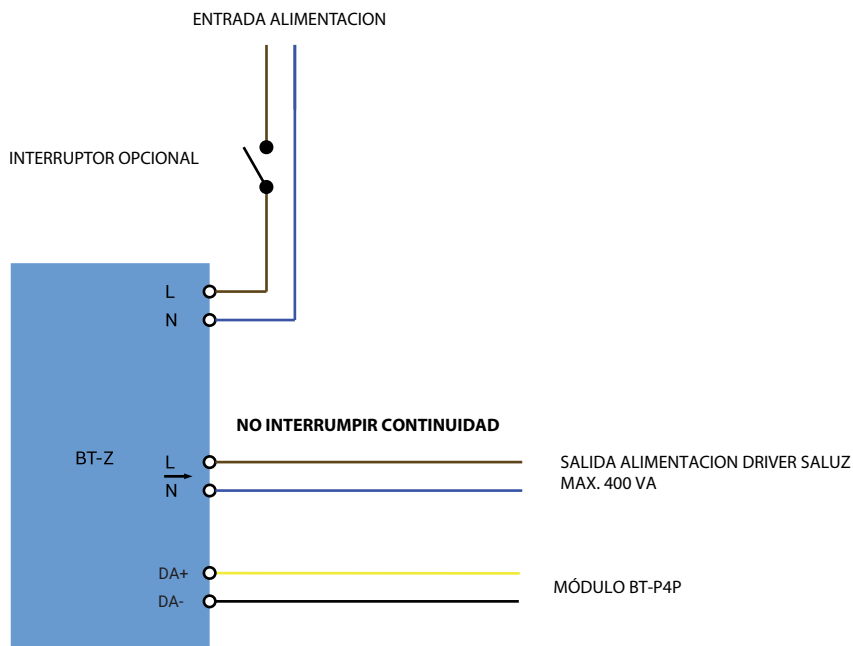 ENTRADA ALIMENTACION
INTERRUPTOR OPCIONAL
L
N
NO INTERRUMPIR CONTINUIDAD
BT-Z
L
N
SALIDA ALIMENTACION DRIVER SALUZ
MAX. 400 VA
DA+
DA-
MÓDULO BT-P4P